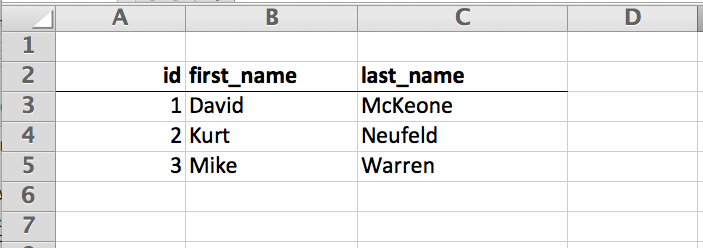 A B C D
1
2 id first_name last_name
3 1 David McKeone
4 2 Kurt Neufeld
5 3 Mike Warren
6
7